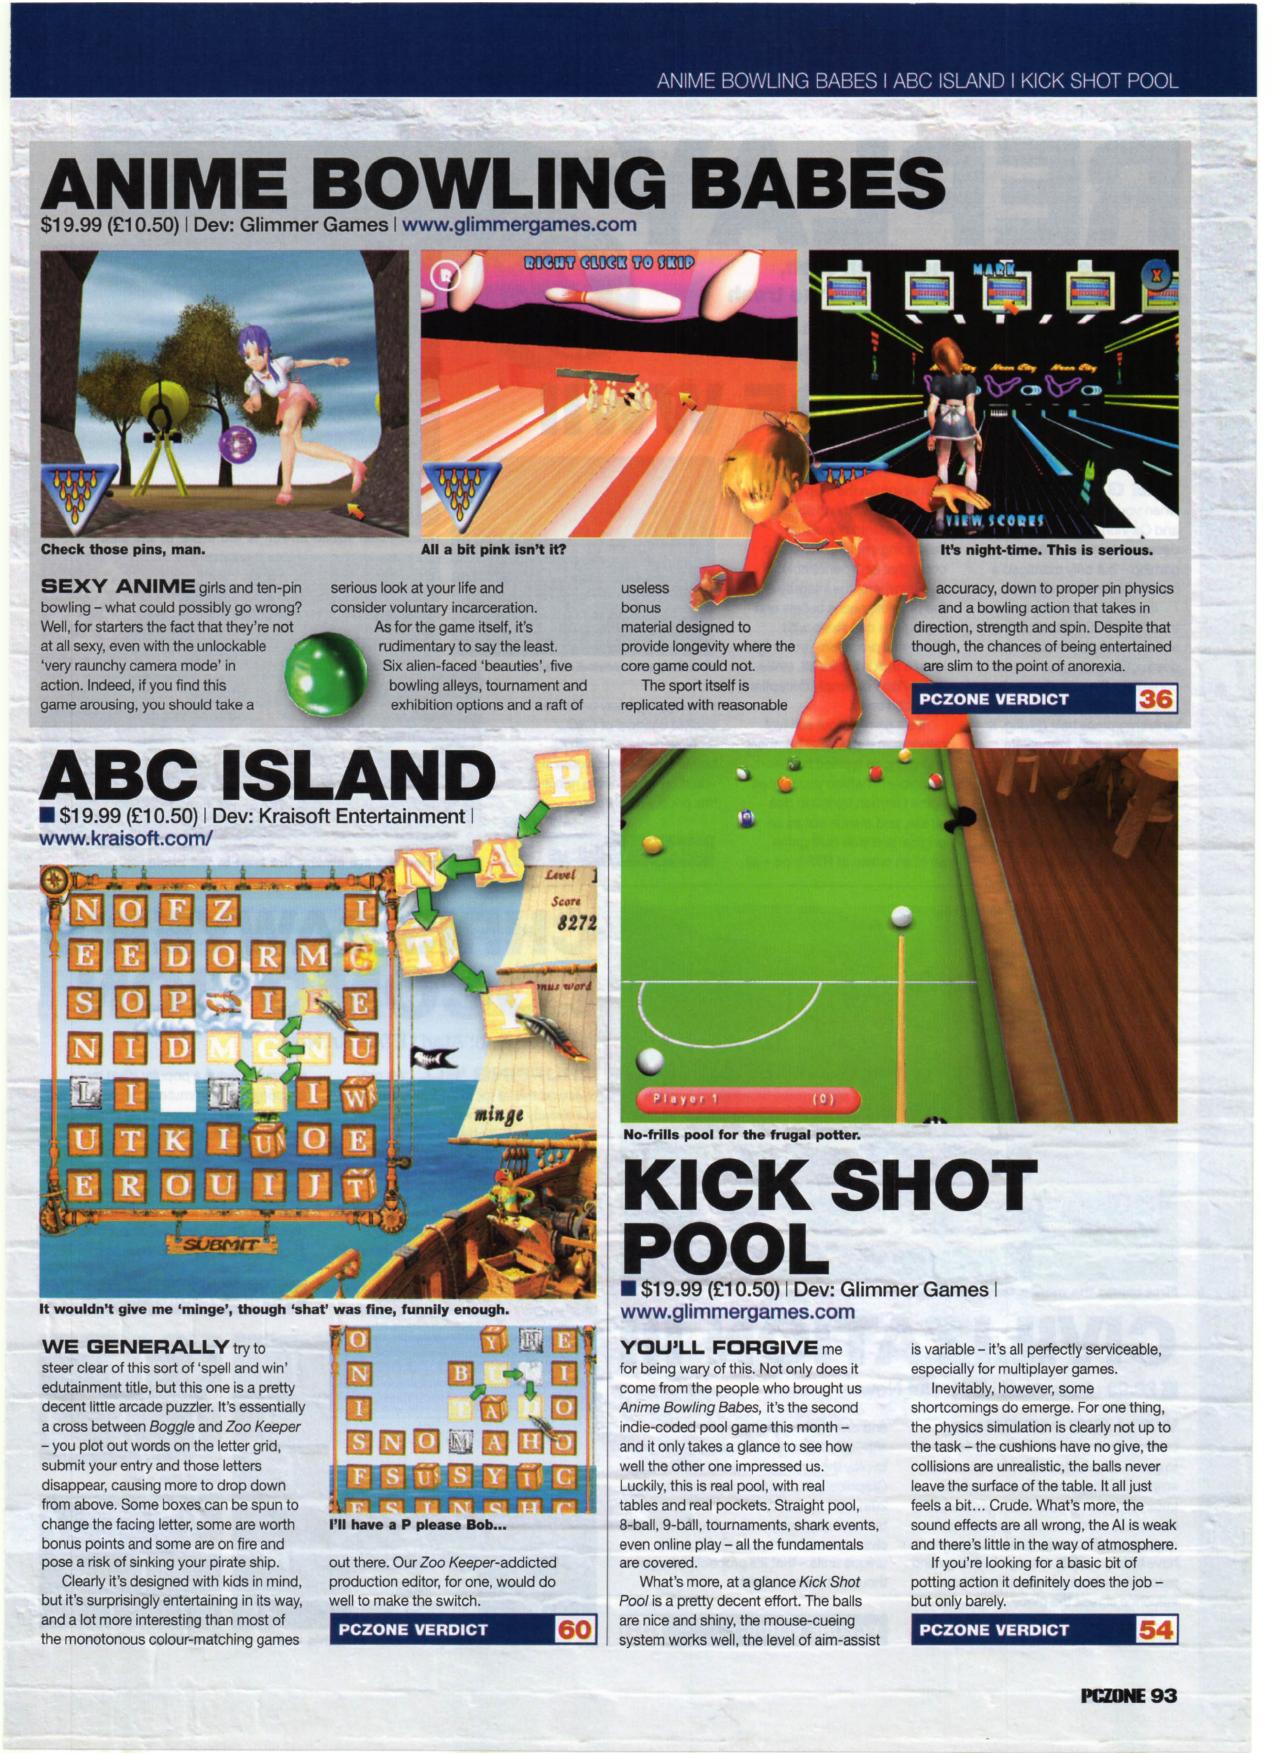 ANIME BOWLING BABES | ABC ISLAND | KICK SHOT POOL
ANIME BOWLING BABES
$19.99 (£10.50) | Dev: Glimmer Games | www.glimmergames.com
R
RIGHT CLICK TO SKIP
MARK
X
Neon City
Neon City
VIEW SCORES
Check those pins, man.
All a bit pink isn't it?
It's night-time. This is serious.
SEXY ANIME girls and ten-pin
bowling – what could possibly go wrong?
Well, for starters the fact that they're not
at all sexy, even with the unlockable
'very raunchy camera mode' in
action. Indeed, if you find this
game arousing, you should take a
serious look at your life and
consider voluntary incarceration.
As for the game itself, it's
rudimentary to say the least.
Six alien-faced 'beauties', five
bowling alleys, tournament and
exhibition options and a raft of
useless
bonus
material designed to
provide longevity where the
core game could not.
The sport itself is
replicated with reasonable
accuracy, down to proper pin physics
and a bowling action that takes in
direction, strength and spin. Despite that
though, the chances of being entertained
are slim to the point of anorexia.
PCZONE VERDICT 36
ABC ISLAND
$19.99 (£10.50) | Dev: Kraisoft Entertainment |
www.kraisoft.com/
P
N A
T
Y
Level 1
Score
8272
nus word
minge
N O F Z I
E E D O R M
S O P I E
N I D M G N U
L I I I I W
U T K I U O E
E R O U I J T
SUBMIT
It wouldn't give me 'minge', though 'shat' was fine, funnily enough.
WE GENERALLY try to
steer clear of this sort of 'spell and win'
edutainment title, but this one is a pretty
decent little arcade puzzler. It's essentially
a cross between Boggle and Zoo Keeper
– you plot out words on the letter grid,
submit your entry and those letters
disappear, causing more to drop down
from above. Some boxes can be spun to
change the facing letter, some are worth
bonus points and some are on fire and
pose a risk of sinking your pirate ship.
Clearly it's designed with kids in mind,
but it's surprisingly entertaining in its way,
and a lot more interesting than most of
the monotonous colour-matching games
O Y E
N B I
I A O
S N O M A H O
F S U S Y I C
E S I N S H C
I'll have a P please Bob...
out there. Our Zoo Keeper-addicted
production editor, for one, would do
well to make the switch.
PCZONE VERDICT 60
Player 1 (0)
No-frills pool for the frugal potter.
KICK SHOT
POOL
$19.99 (£10.50) | Dev: Glimmer Games |
www.glimmergames.com
YOU'LL FORGIVE me
for being wary of this. Not only does it
come from the people who brought us
Anime Bowling Babes, it's the second
indie-coded pool game this month –
and it only takes a glance to see how
well the other one impressed us.
Luckily, this is real pool, with real
tables and real pockets. Straight pool,
8-ball, 9-ball, tournaments, shark events,
even online play – all the fundamentals
are covered.
What's more, at a glance Kick Shot
Pool is a pretty decent effort. The balls
are nice and shiny, the mouse-cueing
system works well, the level of aim-assist
is variable – it's all perfectly serviceable,
especially for multiplayer games.
Inevitably, however, some
shortcomings do emerge. For one thing,
the physics simulation is clearly not up to
the task – the cushions have no give, the
collisions are unrealistic, the balls never
leave the surface of the table. It all just
feels a bit... Crude. What's more, the
sound effects are all wrong, the AI is weak
and there's little in the way of atmosphere.
If you're looking for a basic bit of
potting action it definitely does the job –
but only barely.
PCZONE VERDICT 54
PCZONE 93